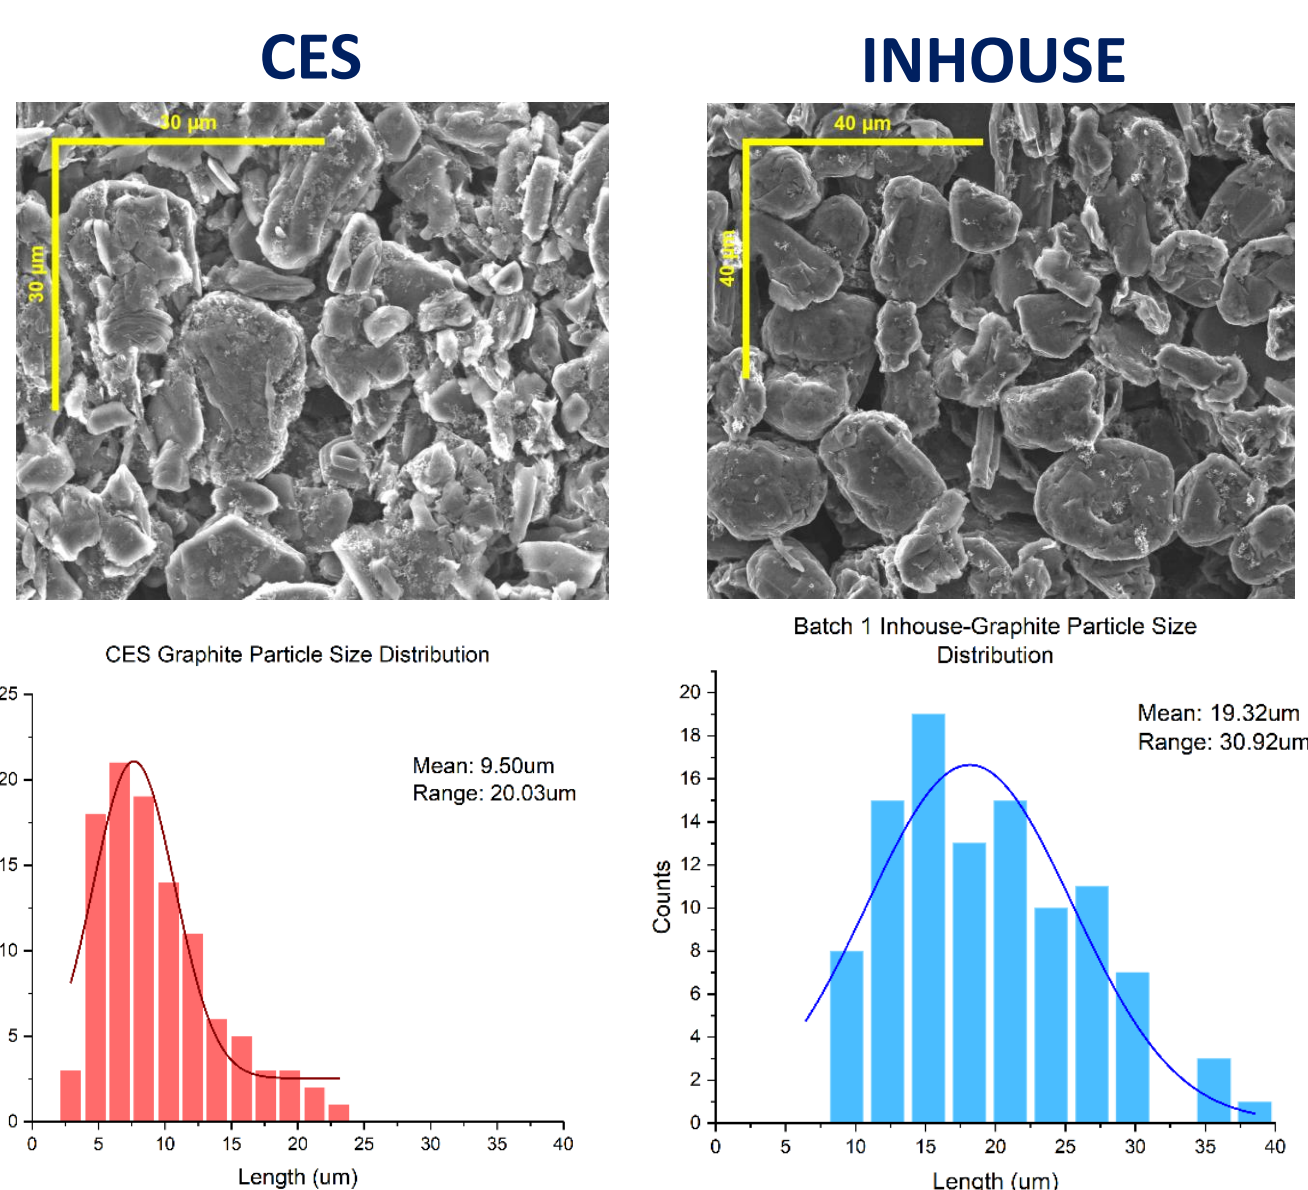 CES
INHOUSE
30 µm
30 µm
40 µm
40 µm
CES Graphite Particle Size Distribution
Mean: 9.50um
Range: 20.03um
25
20
15
10
5
0
0 5 10 15 20 25 30 35 40
Length (um)
Batch 1 Inhouse-Graphite Particle Size
Distribution
Mean: 19.32um
Range: 30.92um
Counts
20
18
16
14
12
10
8
6
4
2
0
0 5 10 15 20 25 30 35 40
Length (um)